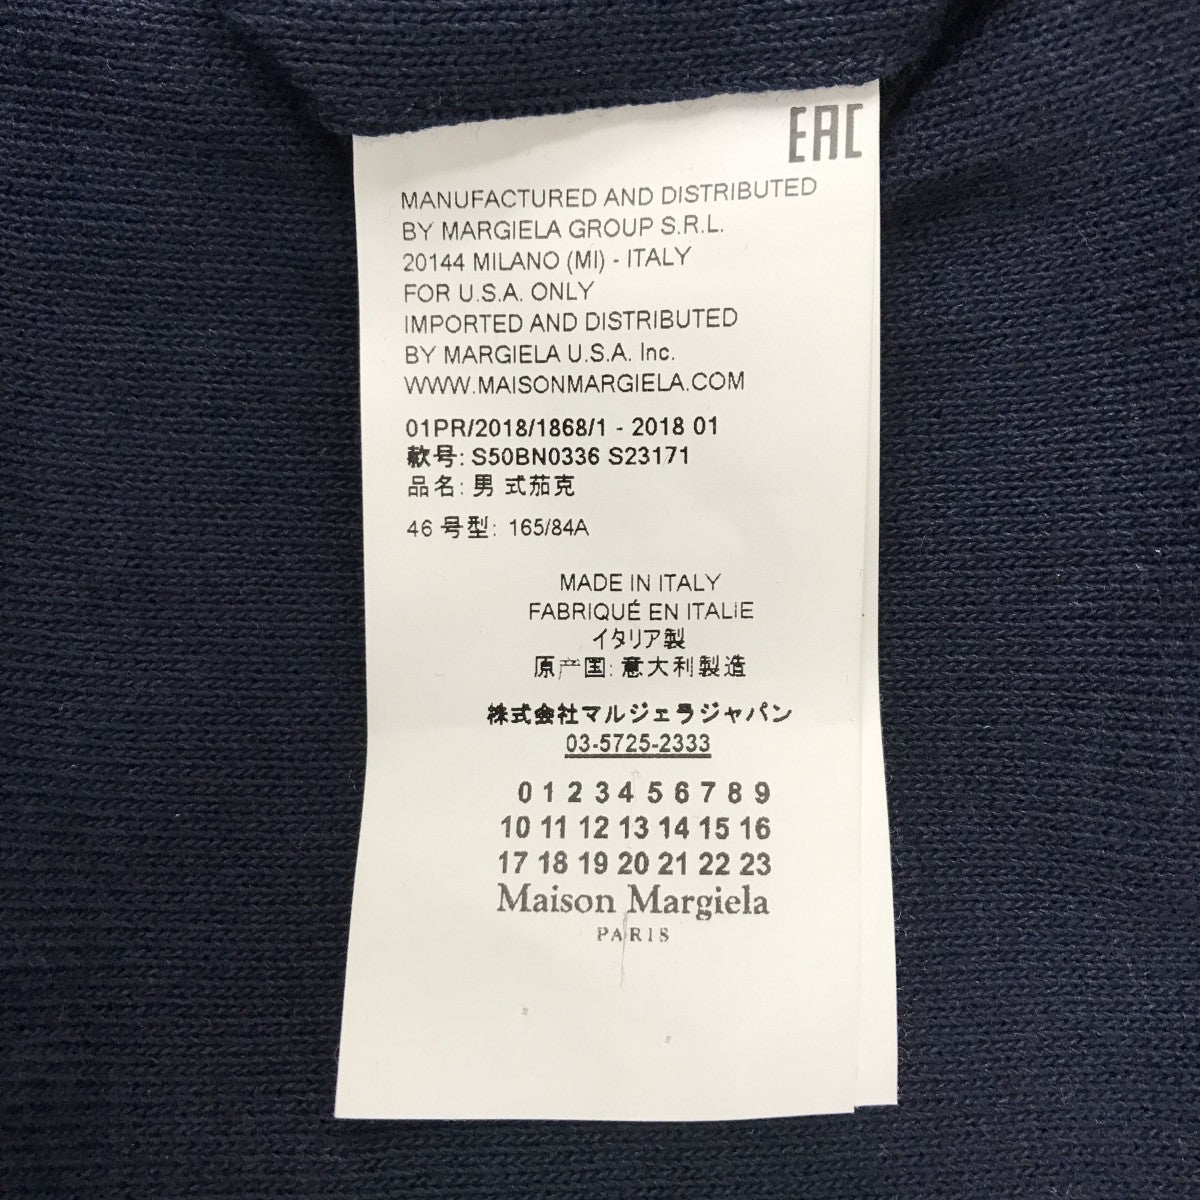 EAC
MANUFACTURED AND DISTRIBUTED
BY MARGIELA GROUP S.R.L.
20144 MILANO (MI) - ITALY
FOR U.S.A. ONLY
IMPORTED AND DISTRIBUTED
BY MARGIELA U.S.A. Inc.
WWW.MAISONMARGIELA.COM
01PR/2018/1868/1 - 2018 01
款号: S50BN0336 S23171
品名: 男 式茄克
46 号型: 165/84A
MADE IN ITALY
FABRIQUÉ EN ITALIE
イタリア製
原产国: 意大利製造
株式会社マルジェラジャパン
03-5725-2333
0 1 2 3 4 5 6 7 8 9
10 11 12 13 14 15 16
17 18 19 20 21 22 23
Maison Margiela
PARIS